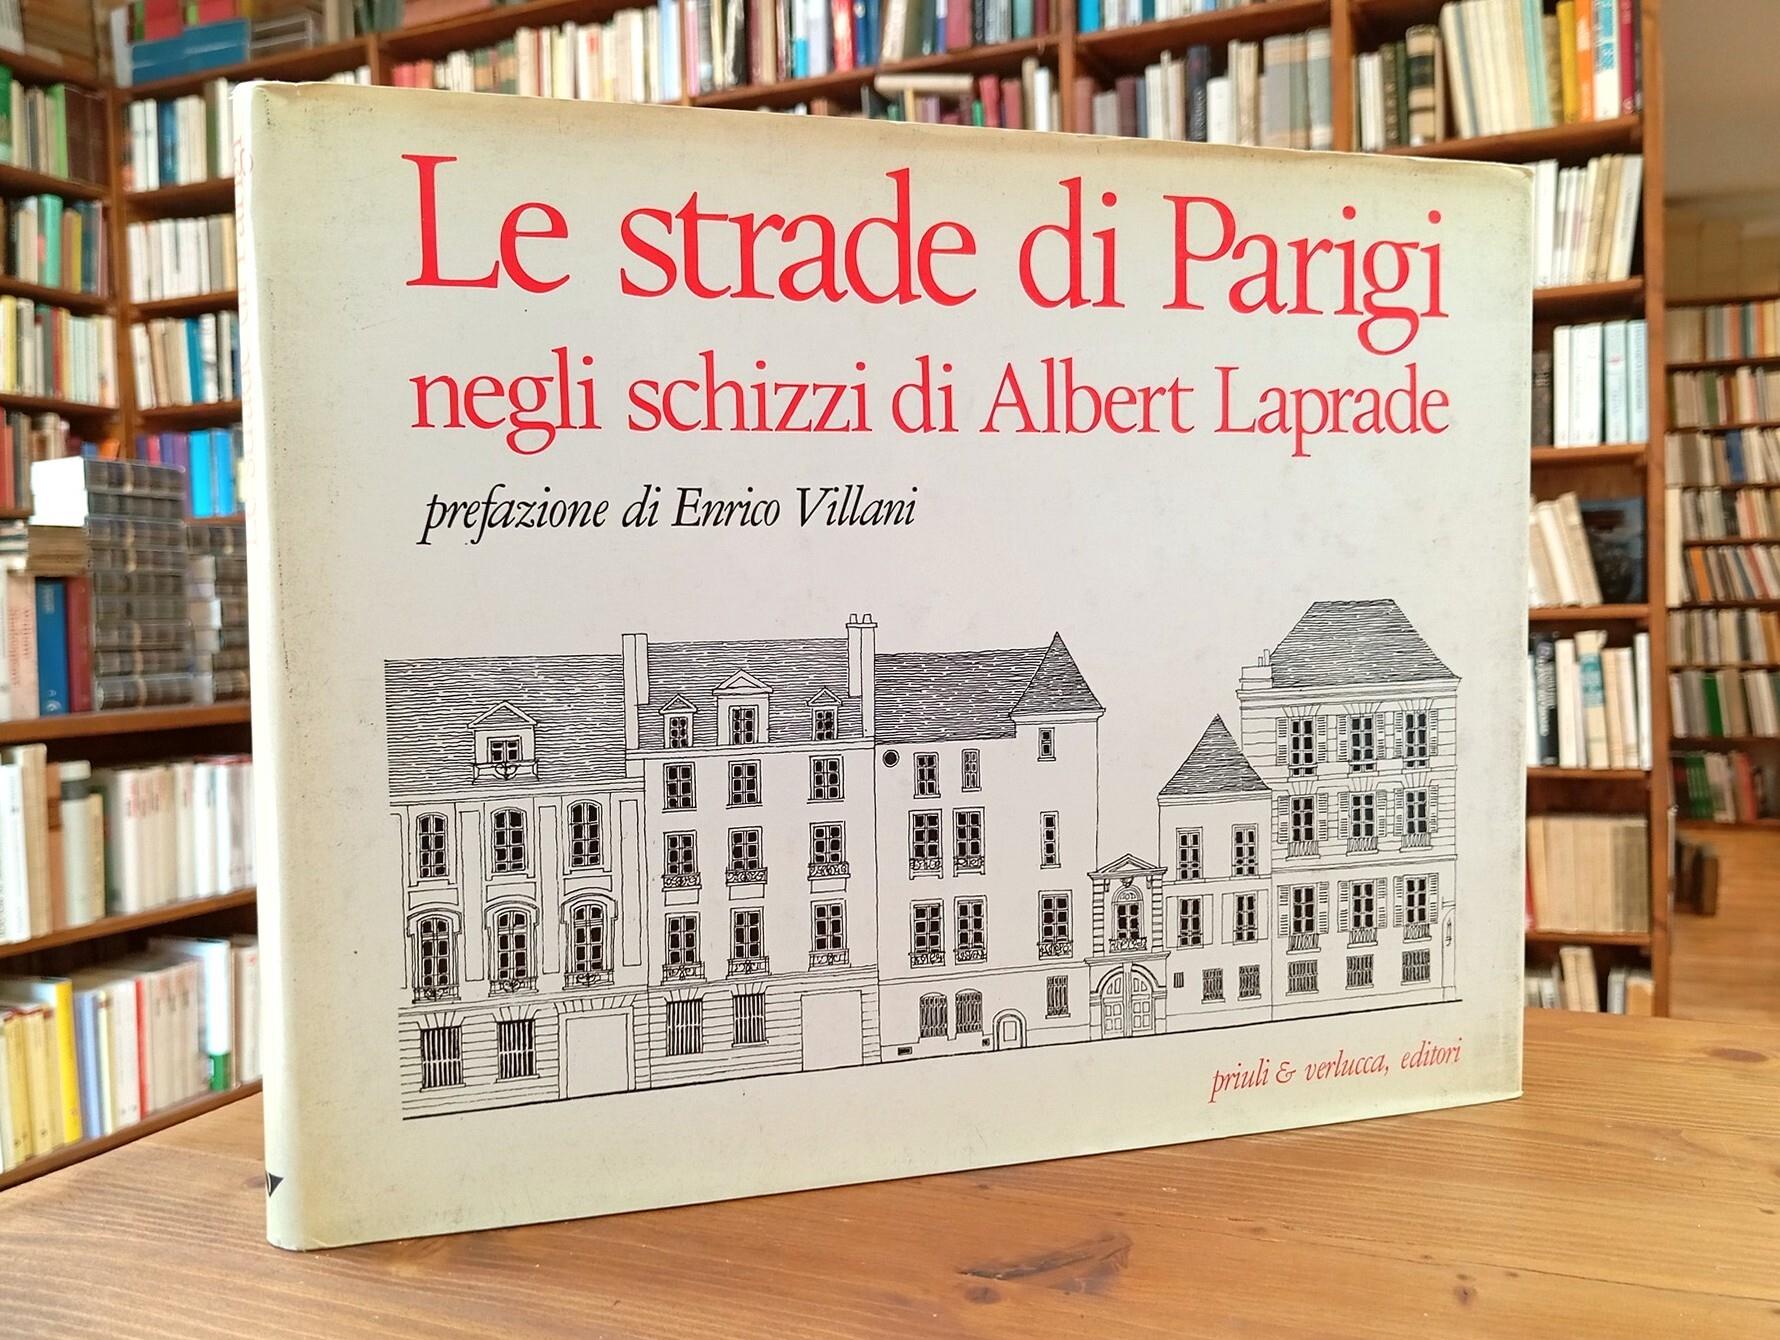 Le strade di Parigi
negli schizzi di Albert Laprade
prefazione di Enrico Villani
priuli & verlucca, editori